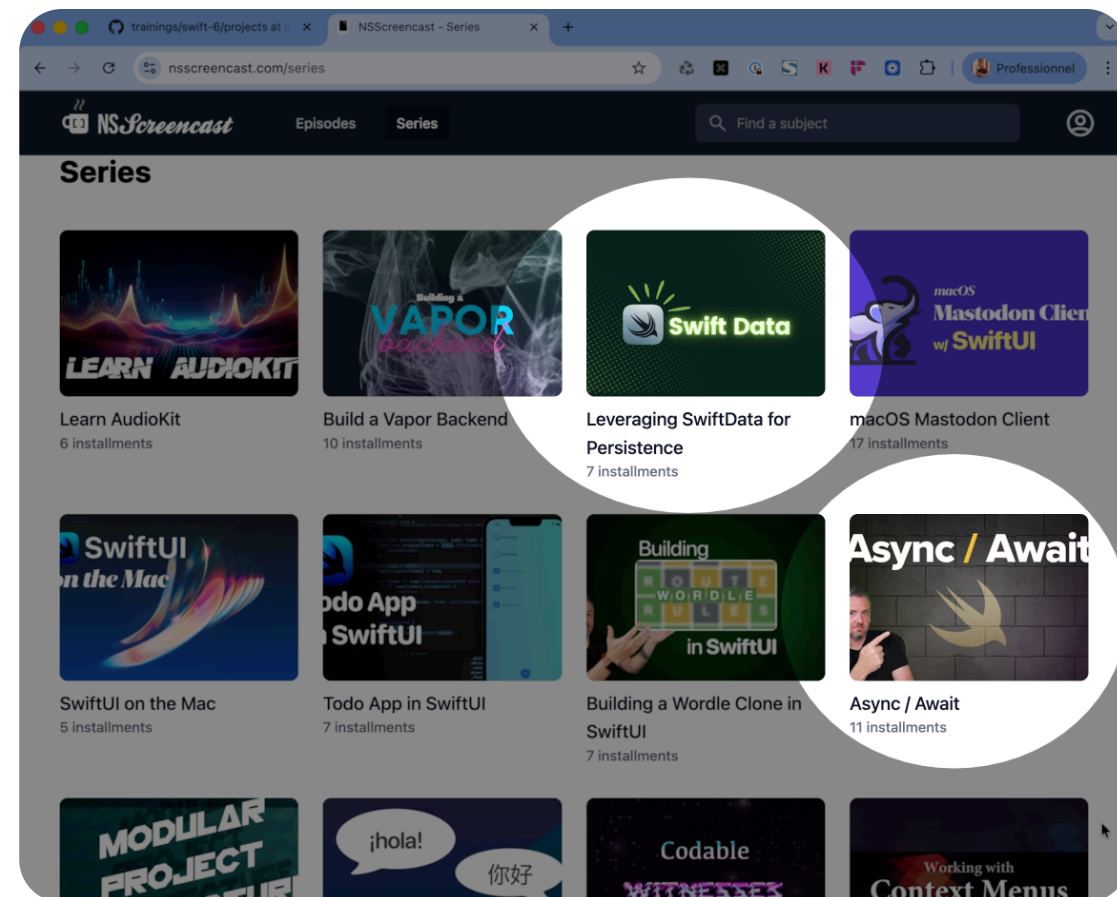 trainings/swift-6/projects at
NSScreencast - Series
nsscreencast.com/series
Professionnel
NSScreencast
Episodes
Series
Find a subject
Series
LEARN AUDIOKIT
Building a
VAPOR
backend
Swift Data
macOS
Mastodon Clien
w/ SwiftUI
Learn AudioKit
6 installments
Build a Vapor Backend
10 installments
Leveraging SwiftData for
Persistence
7 installments
macOS Mastodon Client
17 installments
SwiftUI
on the Mac
odo App
SwiftUI
Building
ROUTE
WORDLE
RULES
in SwiftUI
Async / Await
SwiftUI on the Mac
5 installments
Todo App in SwiftUI
7 installments
Building a Wordle Clone in
SwiftUI
7 installments
Async / Await
11 installments
MODULAR
PROJECT
¡hola!
你好
Codable
WITNESSES
Working with
Context Menus